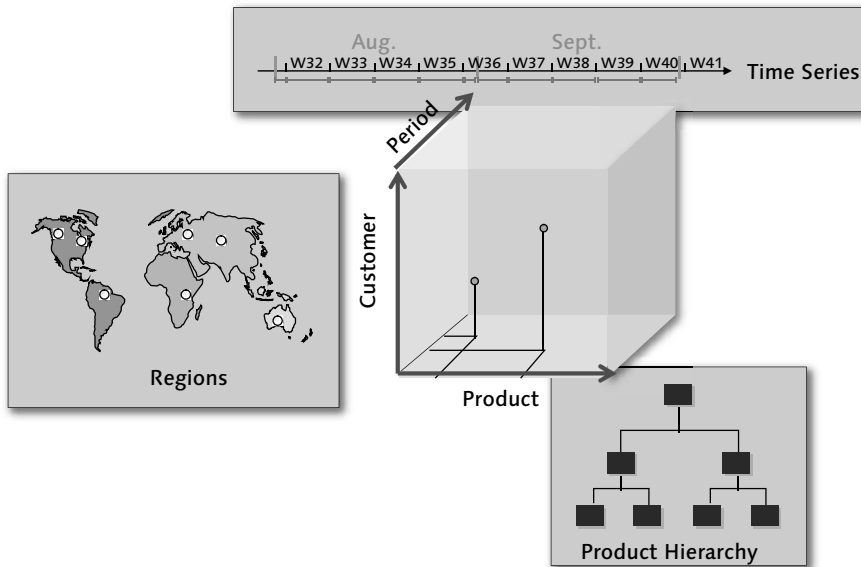 Aug. Sept.
W32 W33 W34 W35 W36 W37 W38 W39 W40 W41
Time Series
Period
Customer
Regions
Product
Product Hierarchy